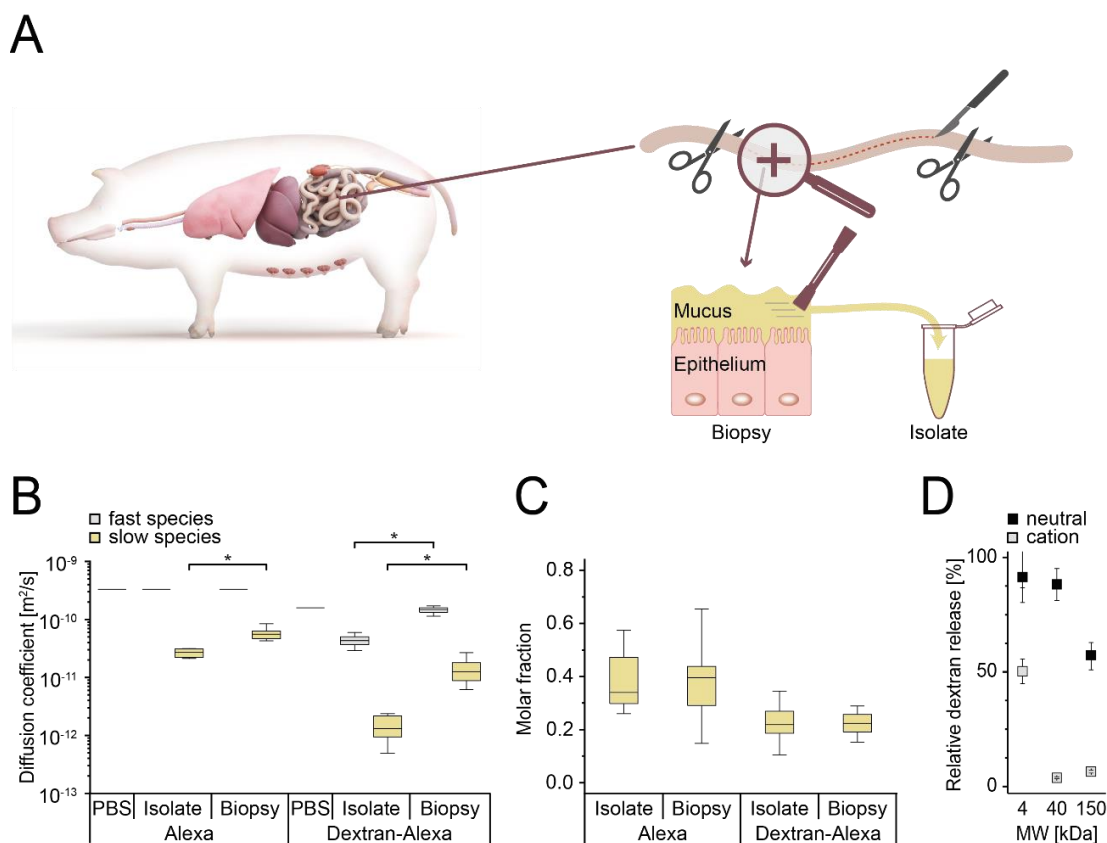 A
Mucus
Epithelium
Biopsy
Isolate
B
fast species
slow species
*
*
*
Diffusion coefficient [m²/s]
10⁻⁹
10⁻¹⁰
10⁻¹¹
10⁻¹²
10⁻¹³
PBS Isolate Biopsy PBS Isolate Biopsy
Alexa Dextran-Alexa
C
Molar fraction
0.8
0.6
0.4
0.2
0.0
Isolate Biopsy Isolate Biopsy
Alexa Dextran-Alexa
D
neutral
cation
Relative dextran release [%]
100
50
0
4 40 150
MW [kDa]